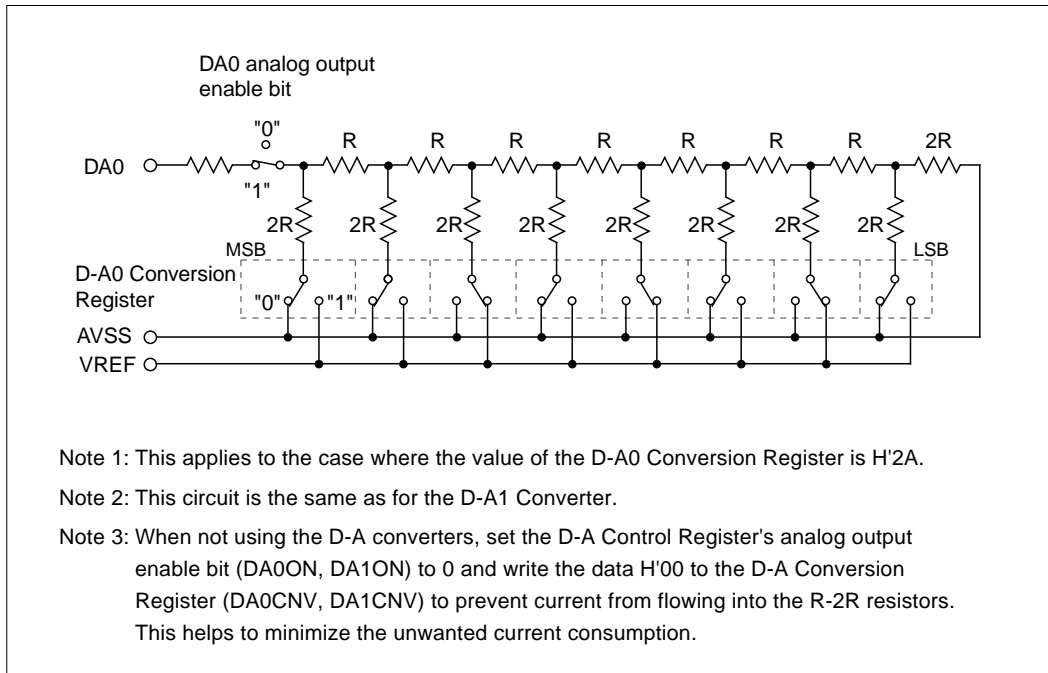 DA0 analog output
enable bit
"0"
R R R R R R R 2R
DA0
"1"
2R 2R 2R 2R 2R 2R 2R 2R
MSB LSB
D-A0 Conversion
Register
"0" "1"
AVSS
VREF
Note 1: This applies to the case where the value of the D-A0 Conversion Register is H'2A.
Note 2: This circuit is the same as for the D-A1 Converter.
Note 3: When not using the D-A converters, set the D-A Control Register's analog output
enable bit (DA0ON, DA1ON) to 0 and write the data H'00 to the D-A Conversion
Register (DA0CNV, DA1CNV) to prevent current from flowing into the R-2R resistors.
This helps to minimize the unwanted current consumption.